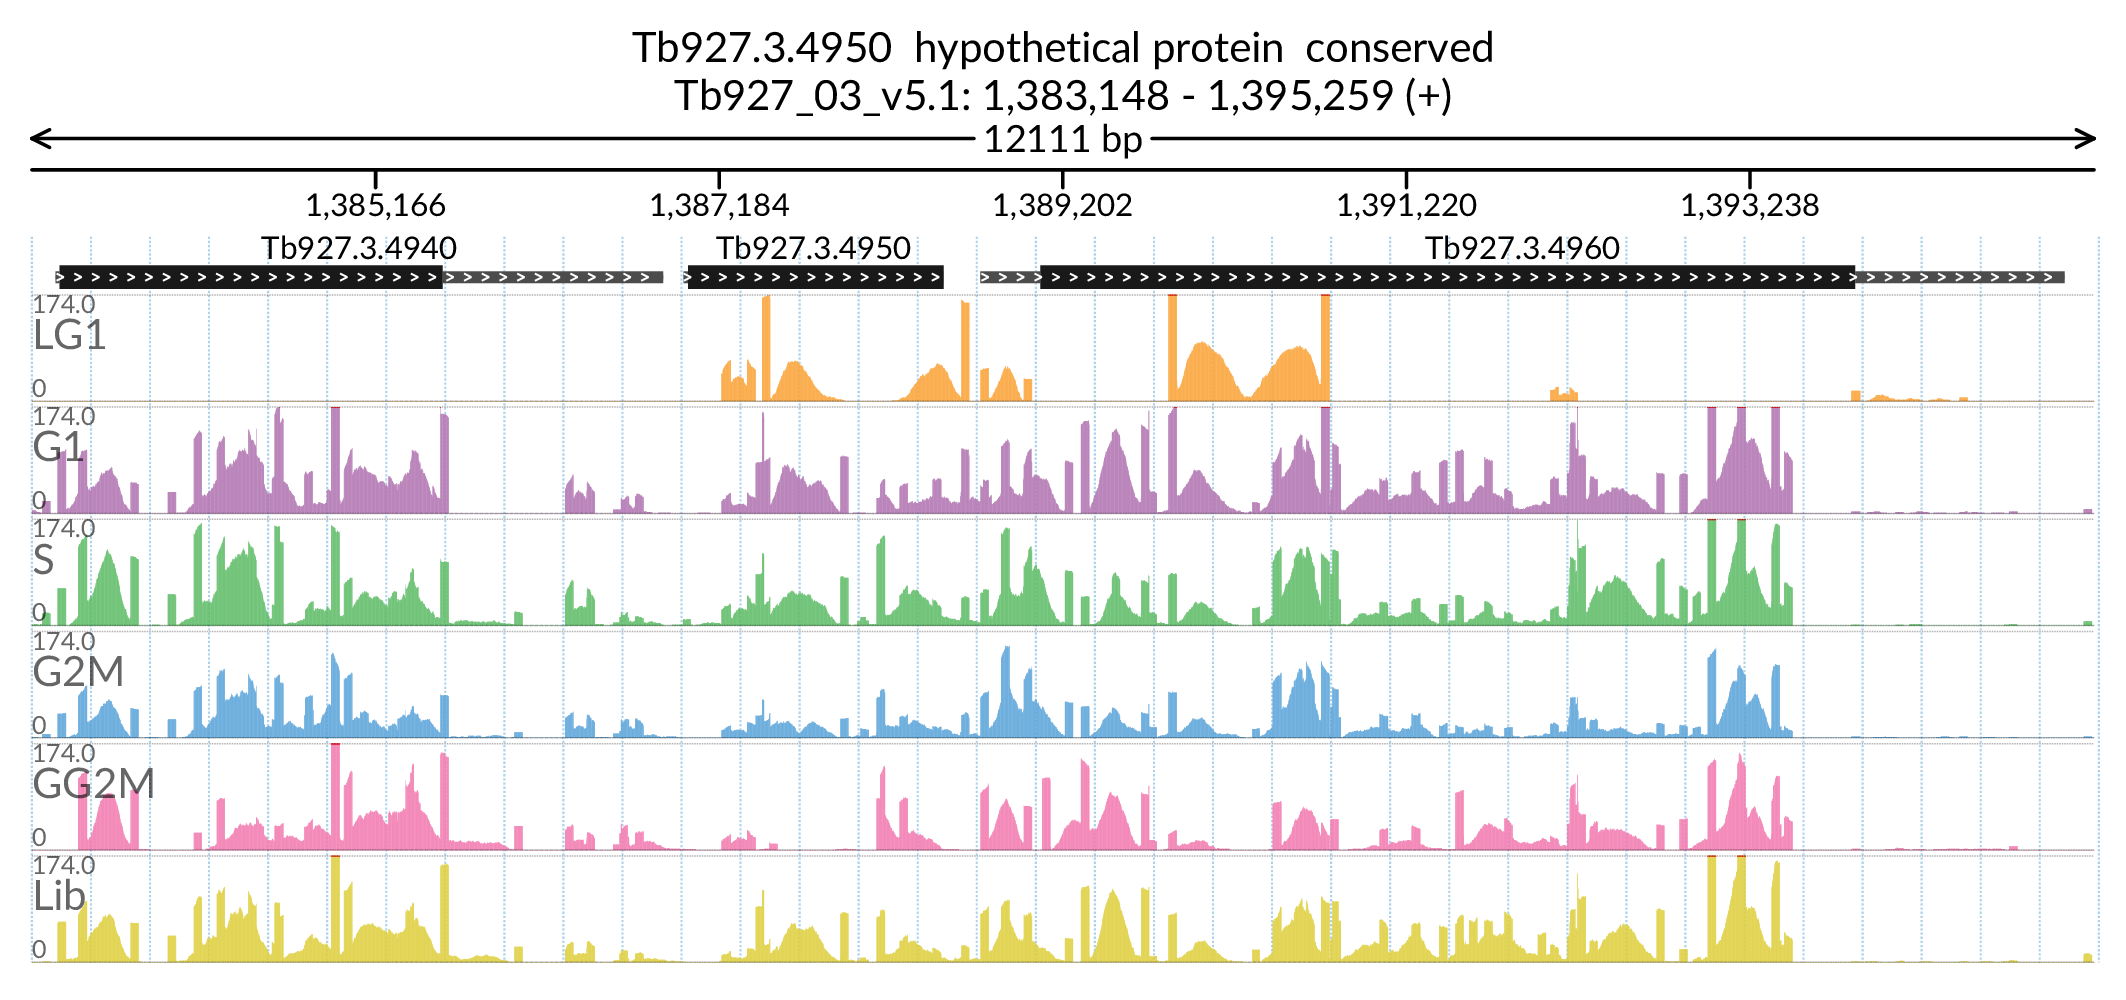 Tb927.3.4950  hypothetical protein  conserved
Tb927_03_v5.1: 1,383,148 - 1,395,259 (+)
12111 bp
1,385,166 1,387,184 1,389,202 1,391,220 1,393,238
Tb927.3.4940 Tb927.3.4950 Tb927.3.4960
174.0
LG1
0
174.0
G1
0
174.0
S
0
174.0
G2M
0
174.0
GG2M
0
174.0
Lib
0